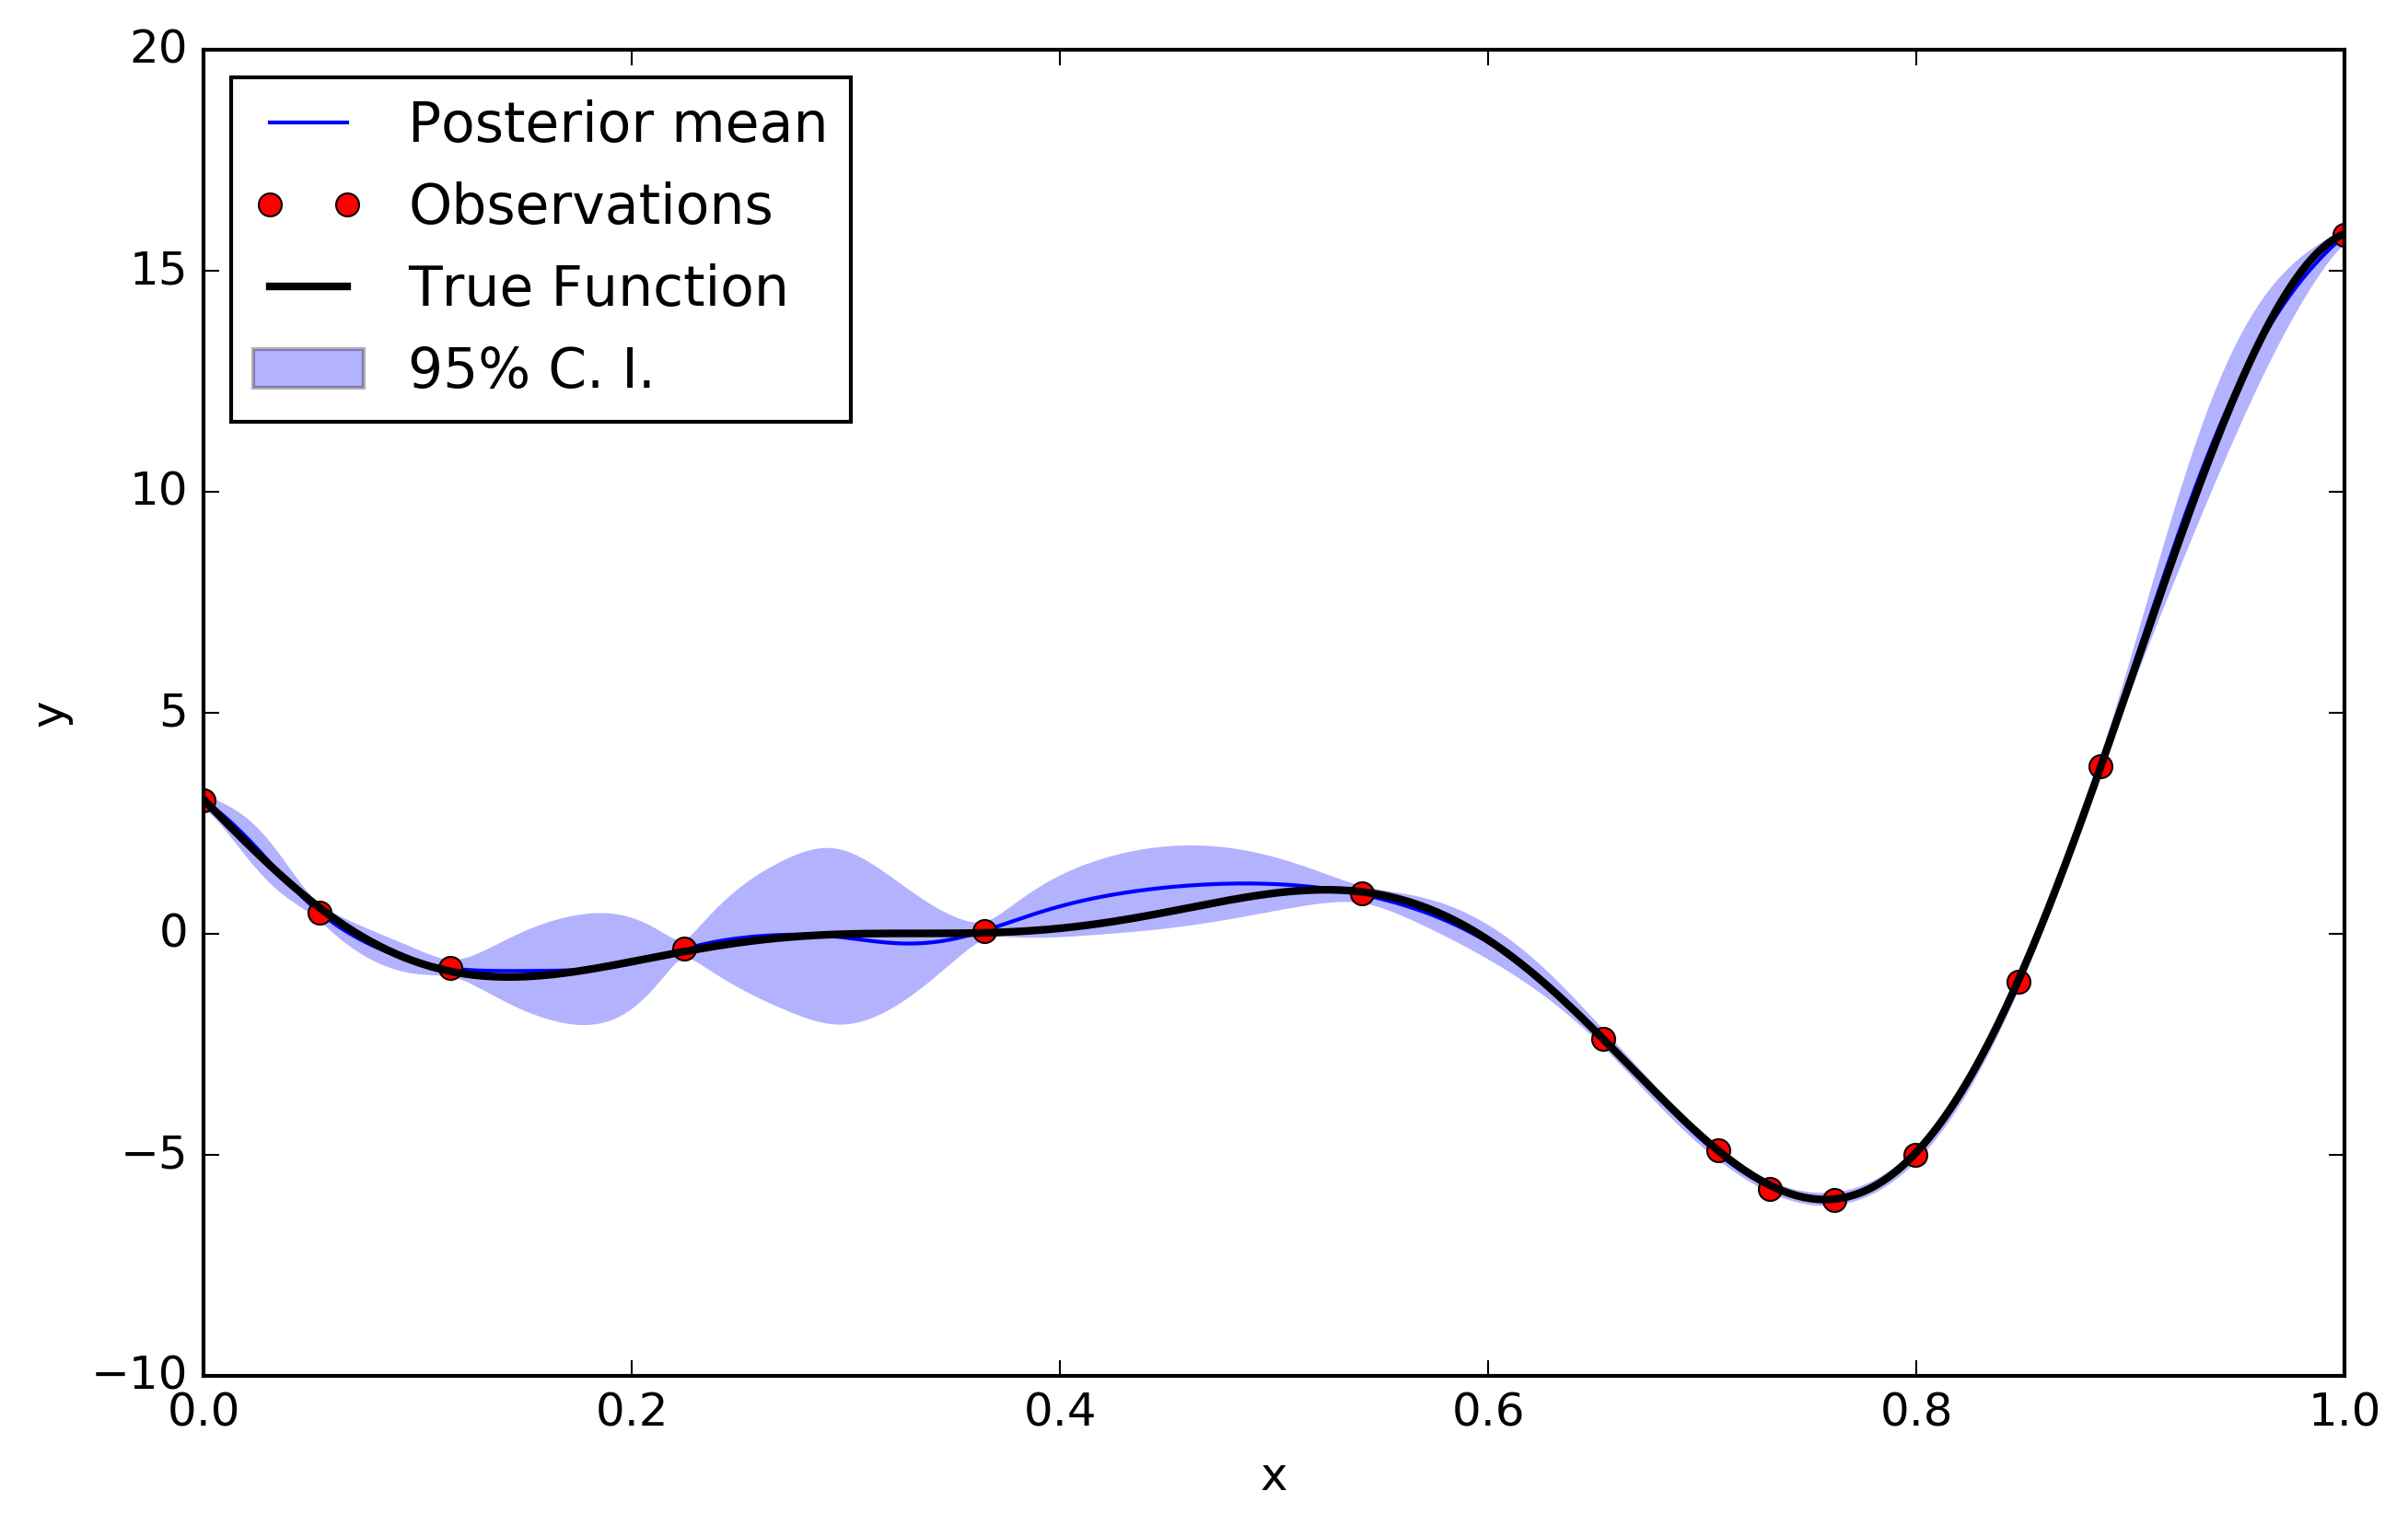 20
15
10
5
0
−5
−10
y
Posterior mean
Observations
True Function
95% C. I.
0.0 0.2 0.4 0.6 0.8 1.0
x